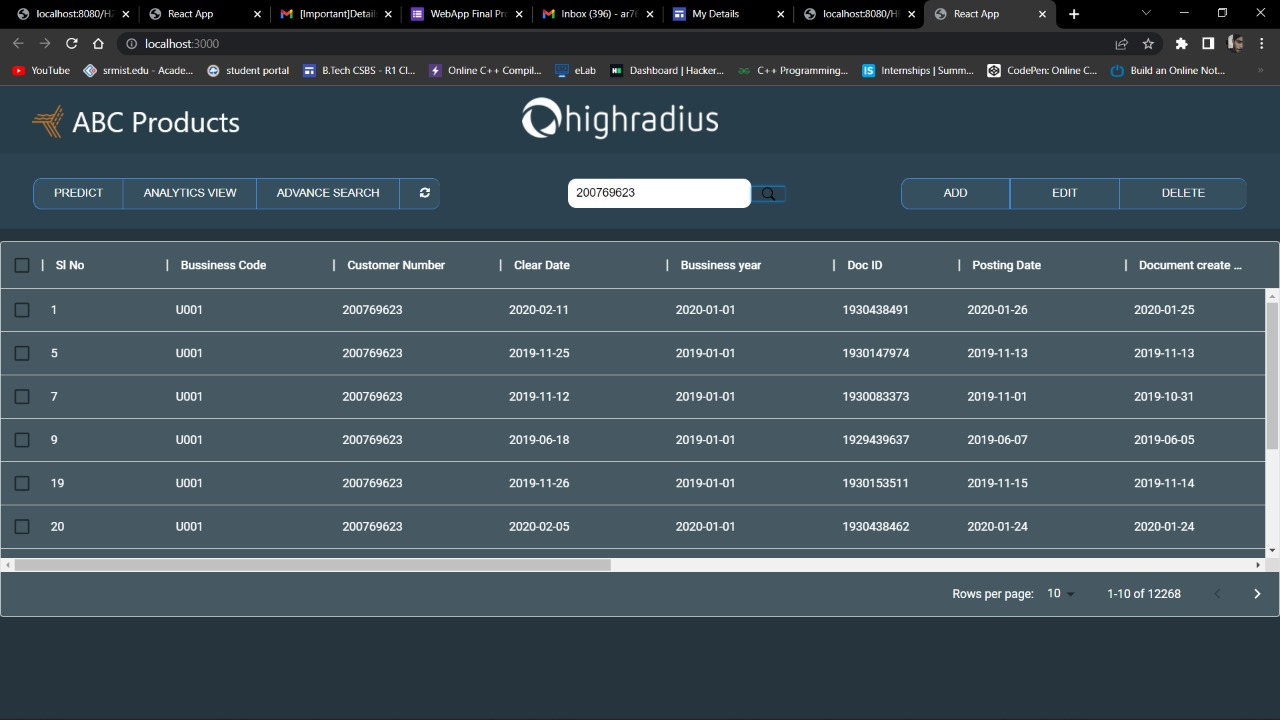 localhost:8080/H2 React App [Important]Detail WebApp Final Pro Inbox (396) - ar76 My Details localhost:8080/H React App
localhost:3000
YouTube srmist.edu - Acade... student portal B.Tech CSBS - R1 Cl... Online C++ Compil... eLab Dashboard | Hacker... C++ Programming... Internships | Summ... CodePen: Online C... Build an Online Not... »
ABC Products highradius
PREDICT ANALYTICS VIEW ADVANCE SEARCH 200769623 ADD EDIT DELETE
Sl No Bussiness Code Customer Number Clear Date Bussiness year Doc ID Posting Date Document create ...
1 U001 200769623 2020-02-11 2020-01-01 1930438491 2020-01-26 2020-01-25
5 U001 200769623 2019-11-25 2019-01-01 1930147974 2019-11-13 2019-11-13
7 U001 200769623 2019-11-12 2019-01-01 1930083373 2019-11-01 2019-10-31
9 U001 200769623 2019-06-18 2019-01-01 1929439637 2019-06-07 2019-06-05
19 U001 200769623 2019-11-26 2019-01-01 1930153511 2019-11-15 2019-11-14
20 U001 200769623 2020-02-05 2020-01-01 1930438462 2020-01-24 2020-01-24
Rows per page: 10 1-10 of 12268